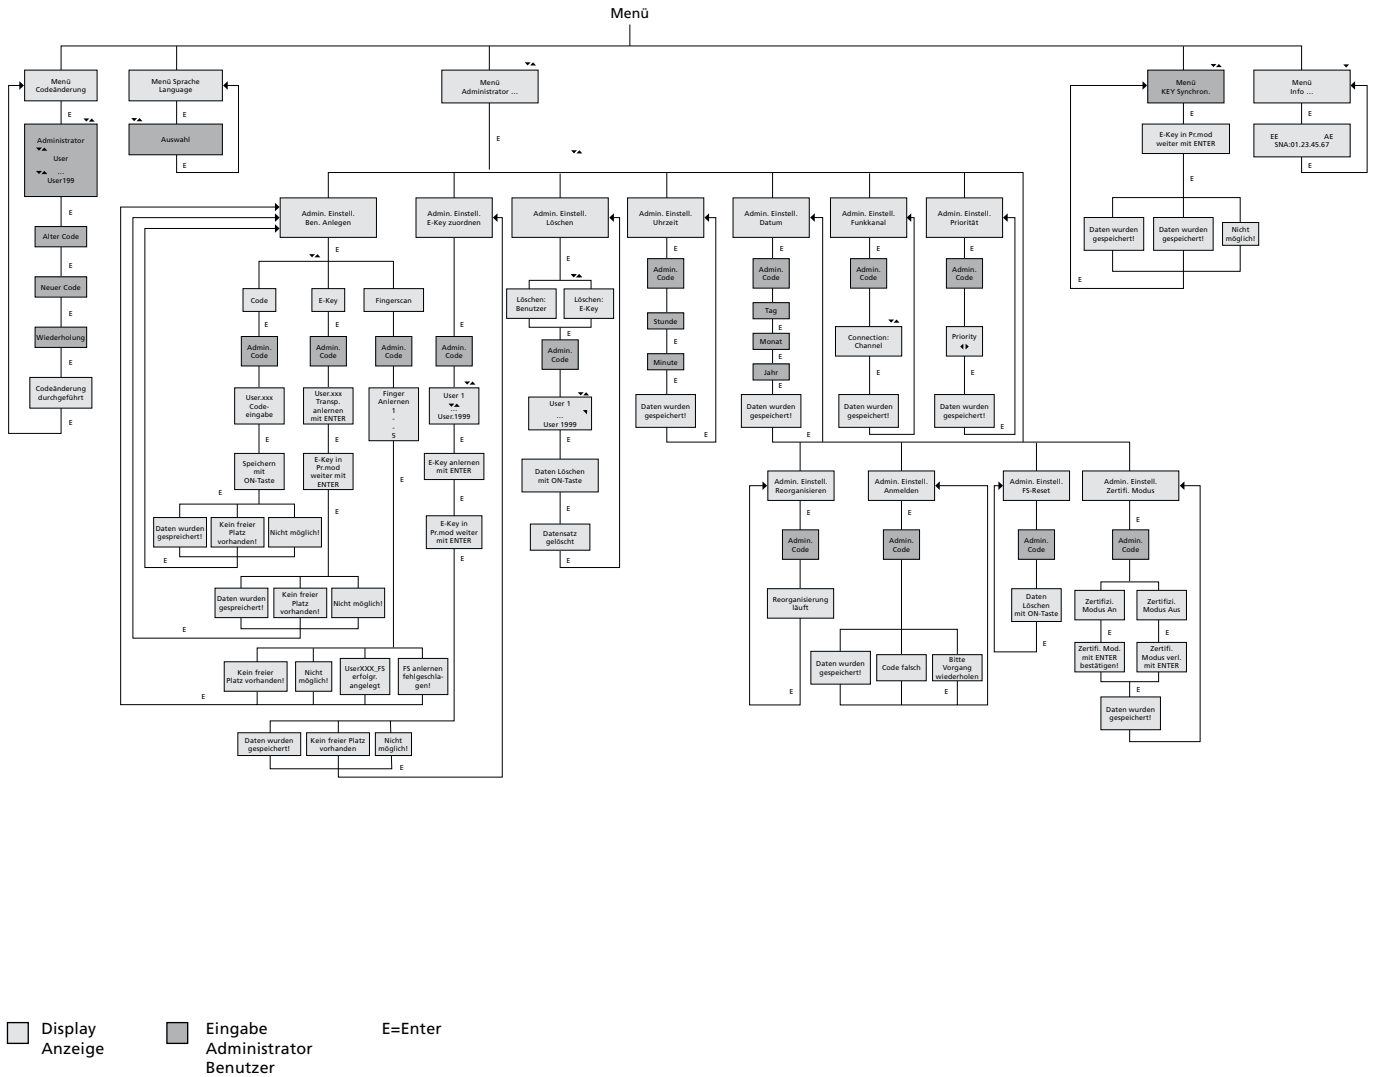 Menü
Menü
Codeänderung
E
Administrator
User
...
User199
E
Alter Code
E
Neuer Code
E
Wiederholung
E
Codeänderung
durchgeführt
E
Menü Sprache
Language
E
Auswahl
E
Menü
Administrator ...
E
Menü
KEY Synchron.
E
E-Key in Pr.mod
weiter mit ENTER
E
Daten wurden
gespeichert!
Daten wurden
gespeichert!
Nicht
möglich!
E
Menü
Info ...
E
EE AE
SNA:01.23.45.67
E
Admin. Einstell.
Ben. Anlegen
E
Code
E
Admin.
Code
E
User.xxx
Code-
eingabe
E
Speichern
mit
ON-Taste
E
Daten wurden
gespreichert!
Kein freier
Platz
vorhanden!
Nicht möglich!
E
E-Key
E
Admin.
Code
E
User.xxx
Transp.
anlernen
mit ENTER
E
E-Key in
Pr.mod
weiter mit
ENTER
E
Daten wurden
gespreichert!
Kein freier
Platz
vorhanden!
Nicht möglich!
E
Fingerscan
E
Admin.
Code
E
Finger
Anlernen
1
-
-
5
E
Kein freier
Platz vorhanden!
Nicht
möglich!
UserXXX_FS
erfolgr.
angelegt
FS anlernen
fehlgeschla-
gen!
E
Admin. Einstell.
E-Key zuordnen
E
Admin.
Code
E
User 1
...
User.1999
E
E-Key anlernen
mit ENTER
E
E-Key in
Pr.mod weiter
mit ENTER
E
Daten wurden
gespeichert!
Kein freier Platz
vorhanden
Nicht
möglich!
E
Admin. Einstell.
Löschen
E
Löschen:
Benutzer
Löschen:
E-Key
E
Admin.
Code
E
User 1
...
User 1999
E
Daten Löschen
mit ON-Taste
E
Datensatz
gelöscht
E
Admin. Einstell.
Uhrzeit
E
Admin.
Code
E
Stunde
E
Minute
E
Daten wurden
gespeichert!
E
Admin. Einstell.
Datum
E
Admin.
Code
E
Tag
E
Monat
E
Jahr
E
Daten wurden
gespeichert!
Admin. Einstell.
Funkkanal
E
Admin.
Code
E
Connection:
Channel
E
Daten wurden
gespeichert!
E
Admin. Einstell.
Priorität
E
Admin.
Code
E
Priority
E
Daten wurden
gespeichert!
E
Admin. Einstell.
Reorganisieren
E
Admin.
Code
E
Reorganisierung
läuft
E
Admin. Einstell.
Anmelden
E
Admin.
Code
E
Daten wurden
gespeichert!
Code falsch
Bitte
Vorgang
wiederholen
E
Admin. Einstell.
FS-Reset
E
Admin.
Code
E
Daten
Löschen
mit ON-Taste
E
Admin. Einstell.
Zertifi. Modus
E
Admin.
Code
E
Zertifizi.
Modus An
E
Zertifi. Mod.
mit ENTER
bestätigen!
Zertifizi.
Modus Aus
E
Zertifi.
Modus verl.
mit ENTER
E
Daten wurden
gespeichert!
E
Display
Anzeige
Eingabe
Administrator
Benutzer
E=Enter